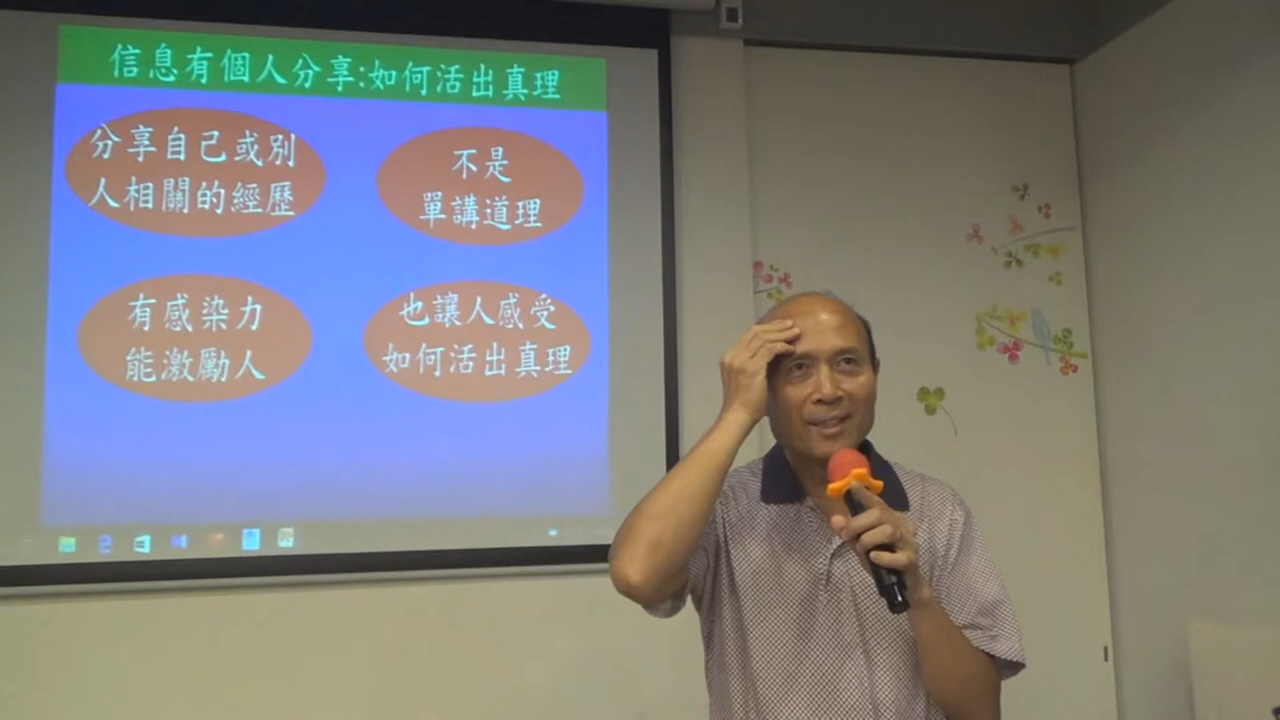 信息有個人分享:如何活出真理
分享自己或別
人相關的經歷
不是
單講道理
有感染力
能激勵人
也讓人感受
如何活出真理